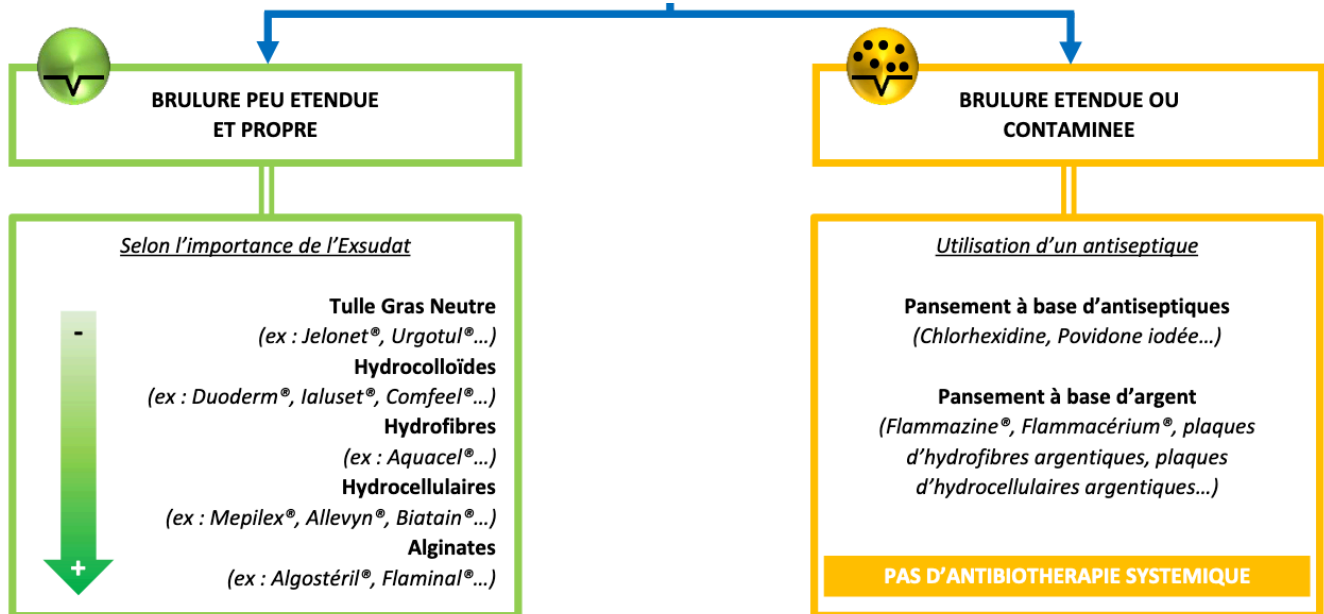 BRULURE PEU ETENDUE
ET PROPRE
Selon l’importance de l’Exsudat
-
Tulle Gras Neutre
(ex : Jelonet®, Urgotul®…)
Hydrocolloïdes
(ex : Duoderm®, Ialuset®, Comfeel®…)
Hydrofibres
(ex : Aquacel®…)
Hydrocellulaires
(ex : Mepilex®, Allevyn®, Biatain®…)
Alginates
+
(ex : Algostéril®, Flaminal®…)
BRULURE ETENDUE OU
CONTAMINEE
Utilisation d’un antiseptique
Pansement à base d’antiseptiques
(Chlorhexidine, Povidone iodée…)
Pansement à base d’argent
(Flammazine®, Flammacérium®, plaques
d’hydrofibres argentiques, plaques
d’hydrocellulaires argentiques…)
PAS D’ANTIBIOTHERAPIE SYSTEMIQUE